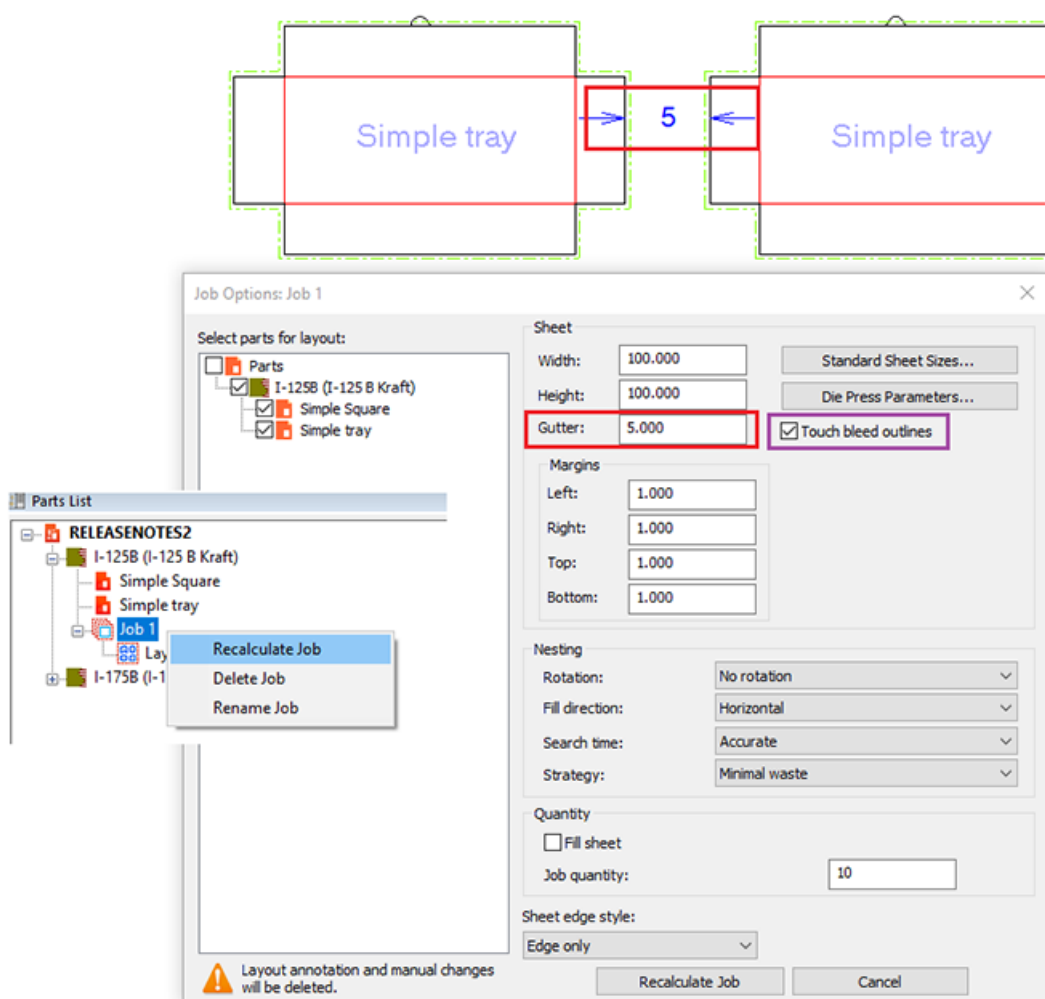 Simple tray
5
Simple tray
Job Options: Job 1
Select parts for layout:
Parts
I-125B (I-125 B Kraft)
Simple Square
Simple tray
Sheet
Width:
100.000
Standard Sheet Sizes...
Height:
100.000
Die Press Parameters...
Gutter:
5.000
Touch bleed outlines
Margins
Left:
1.000
Right:
1.000
Top:
1.000
Bottom:
1.000
Parts List
RELEASENOTES2
I-125B (I-125 B Kraft)
Simple Square
Simple tray
Job 1
Lay
I-175B (I-1
Recalculate Job
Delete Job
Rename Job
Nesting
Rotation:
No rotation
Fill direction:
Horizontal
Search time:
Accurate
Strategy:
Minimal waste
Quantity
Fill sheet
Job quantity:
10
Sheet edge style:
Edge only
Layout annotation and manual changes
will be deleted.
Recalculate Job
Cancel